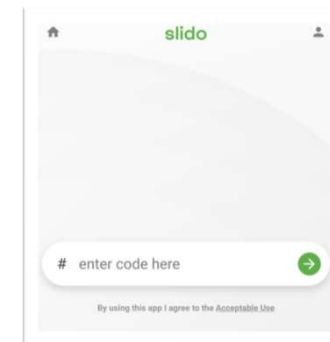 slido
# enter code here
By using this app I agree to the Acceptable Use